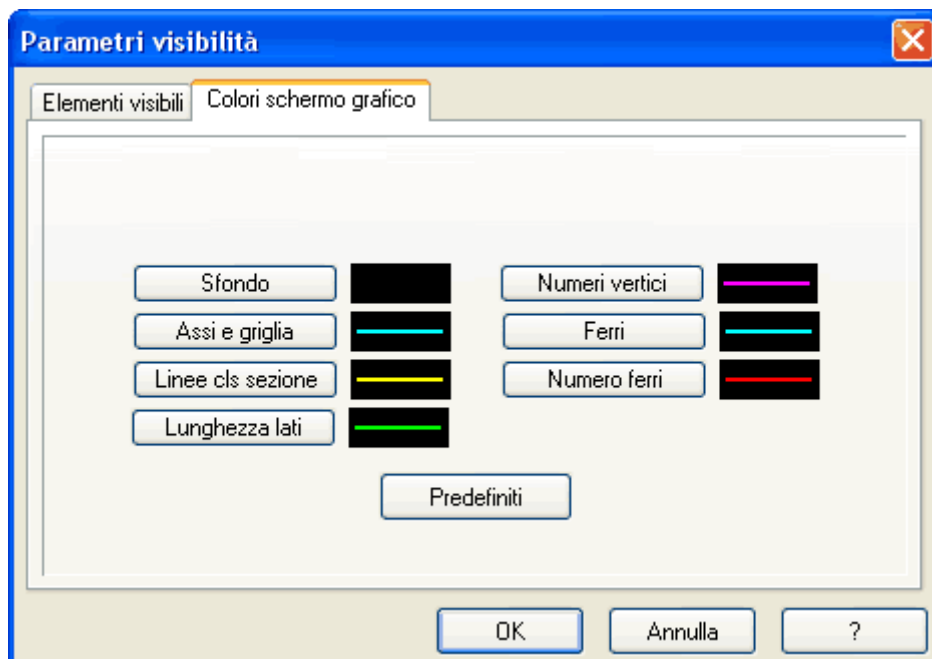 Parametri visibilità
Elementi visibili
Colori schermo grafico
Sfondo
Numeri vertici
Assi e griglia
Ferri
Linee cls sezione
Numero ferri
Lunghezza lati
Predefiniti
OK
Annulla
?